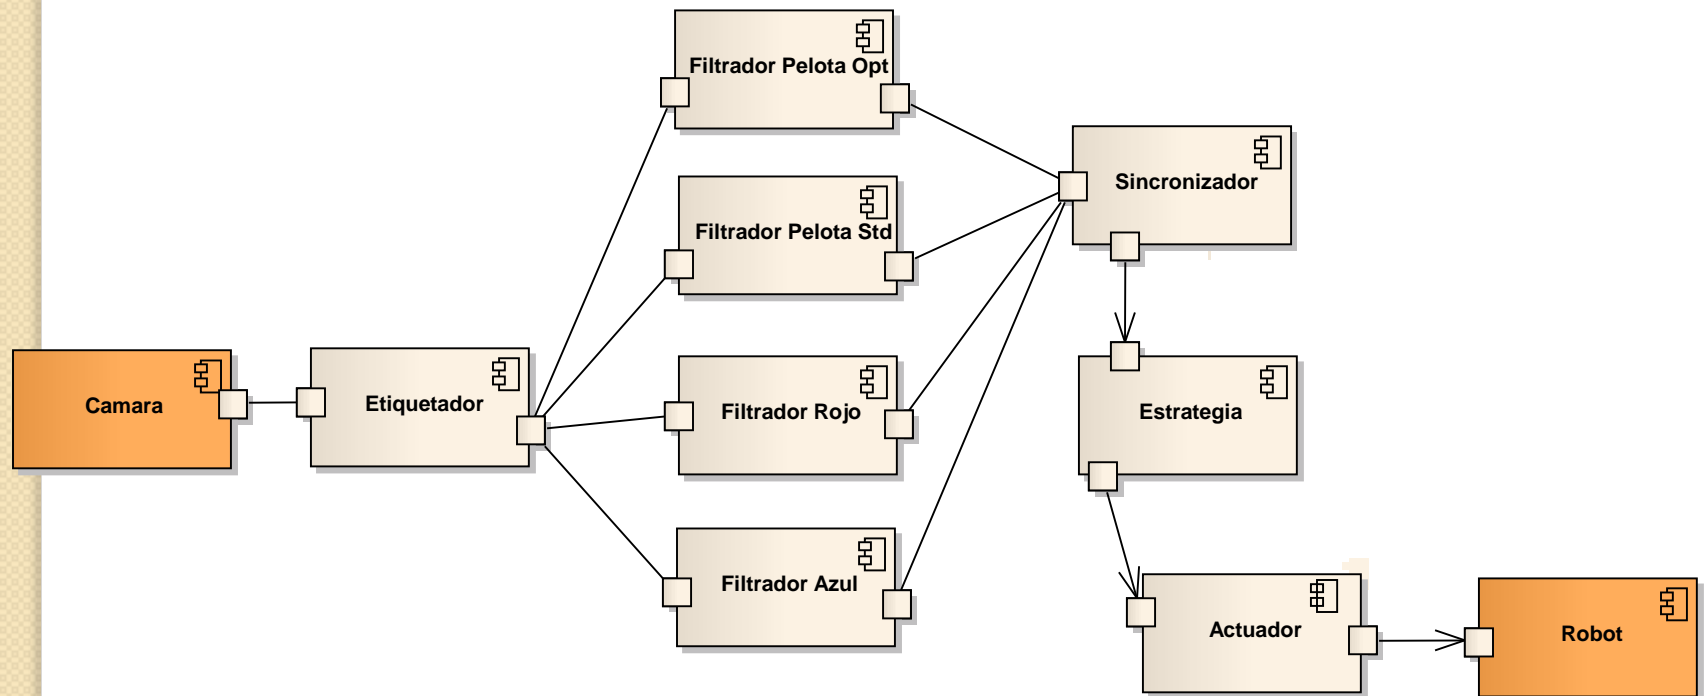 Filtrador Pelota Opt
Sincronizador
Filtrador Pelota Std
Camara
Etiquetador
Filtrador Rojo
Estrategia
Filtrador Azul
Actuador
Robot